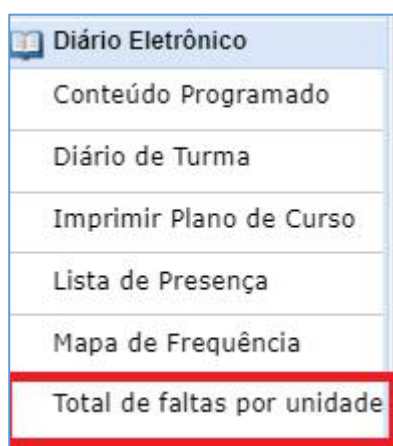 Diário Eletrônico
Conteúdo Programado
Diário de Turma
Imprimir Plano de Curso
Lista de Presença
Mapa de Frequência
Total de faltas por unidade